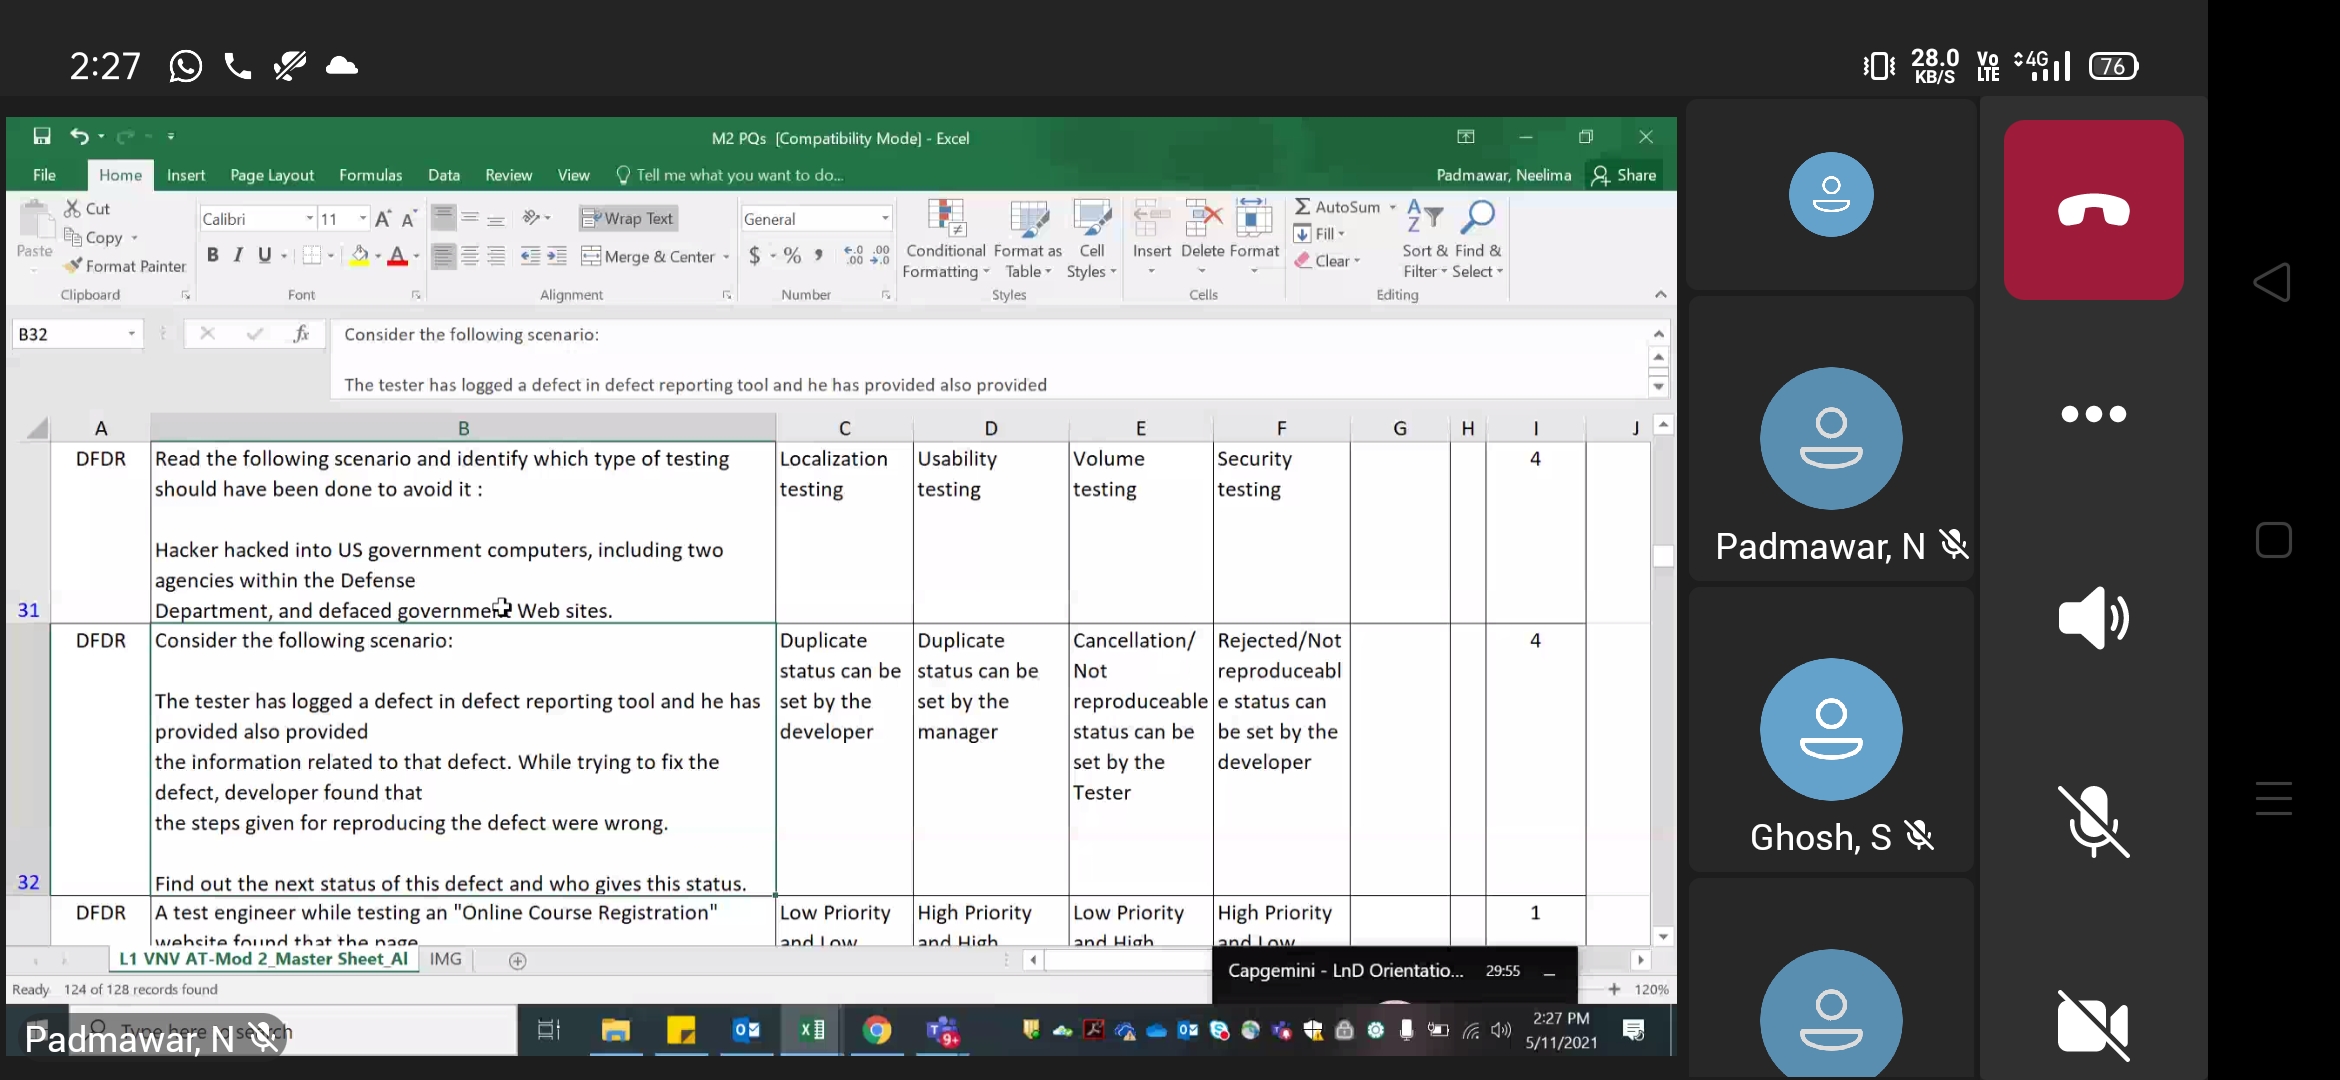 2:27
28.0 KB/S Vo LTE 4G 76
M2 PQs [Compatibility Mode] - Excel
File Home Insert Page Layout Formulas Data Review View Tell me what you want to do...
Padmawar, Neelima Share
Paste
Cut
Copy
Format Painter
Clipboard
Calibri 11 A A
B I U A
Font
Wrap Text
Merge & Center
Alignment
General
$ % , .0 .00 .00 .0
Number
Conditional Formatting
Format as Table
Cell Styles
Styles
Insert Delete Format
Cells
AutoSum
Fill
Clear
Sort & Filter
Find & Select
Editing
B32
fx
Consider the following scenario:
The tester has logged a defect in defect reporting tool and he has provided also provided
A B C D E F G H I J
31
DFDR
Read the following scenario and identify which type of testing
should have been done to avoid it :
Hacker hacked into US government computers, including two
agencies within the Defense
Department, and defaced government Web sites.
Localization
testing
Usability
testing
Volume
testing
Security
testing
4
32
DFDR
Consider the following scenario:
The tester has logged a defect in defect reporting tool and he has
provided also provided
the information related to that defect. While trying to fix the
defect, developer found that
the steps given for reproducing the defect were wrong.
Find out the next status of this defect and who gives this status.
Duplicate
status can be
set by the
developer
Duplicate
status can be
set by the
manager
Cancellation/
Not
reproduceable
status can be
set by the
Tester
Rejected/Not
reproduceabl
e status can
be set by the
developer
4
DFDR
A test engineer while testing an "Online Course Registration"
website found that the page
Low Priority
and Low
High Priority
and High
Low Priority
and High
High Priority
and Low
1
L1 VNV AT-Mod 2_Master Sheet_Al IMG
Ready 124 of 128 records found
120%
Capgemini - LnD Orientatio... 29:55
Type here to search
Padmawar, N
9+
2:27 PM
5/11/2021
Padmawar, N
Ghosh, S